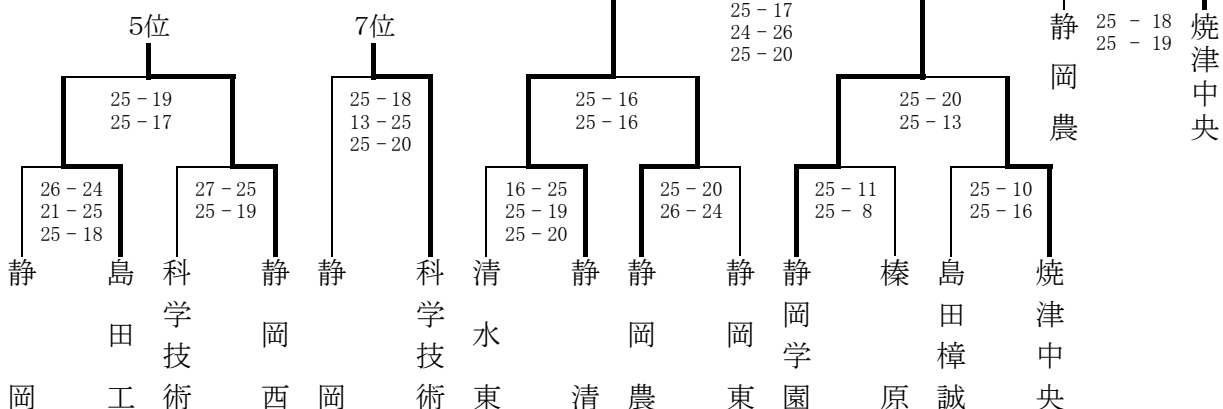 25－17
24－26
25－20
静岡農
25 － 18
25 － 19
焼津中央
5位
7位
25－19
25－17
25－18
13－25
25－20
25－16
25－16
25－20
25－13
26－24
21－25
25－18
27－25
25－19
16－25
25－19
25－20
25－20
26－24
25－11
25－ 8
25－10
25－16
静岡
島田工
科学技術
静岡西
静岡
科学技術
清水東
静清
静岡農
静岡東
静岡学園
榛原
島田樟誠
焼津中央